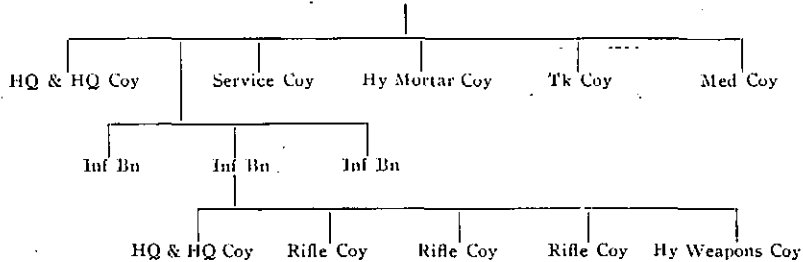 HQ & HQ Coy Service Coy Hy Mortar Coy Tk Coy Med Coy
Inf Bn Inf Bn Inf Bn
HQ & HQ Coy Rifle Coy Rifle Coy Rifle Coy Hy Weapons Coy